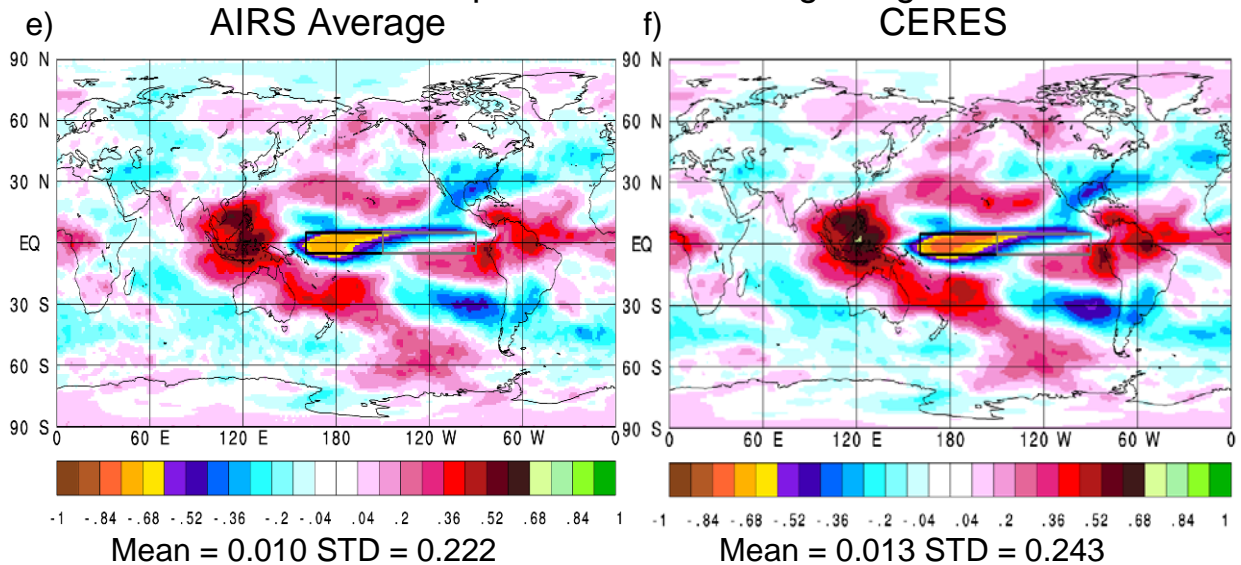 e) AIRS Average f) CERES
90 N 90 N
60 N 60 N
30 N 30 N
EQ EQ
30 S 30 S
60 S 60 S
90 S 90 S
0 60 E 120 E 180 120 W 60 W 0 0 60 E 120 E 180 120 W 60 W 0
-1 -.84 -.68 -.52 -.36 -.2 -.04 .04 .2 .36 .52 .68 .84 1 -1 -.84 -.68 -.52 -.36 -.2 -.04 .04 .2 .36 .52 .68 .84 1
Mean = 0.010 STD = 0.222 Mean = 0.013 STD = 0.243